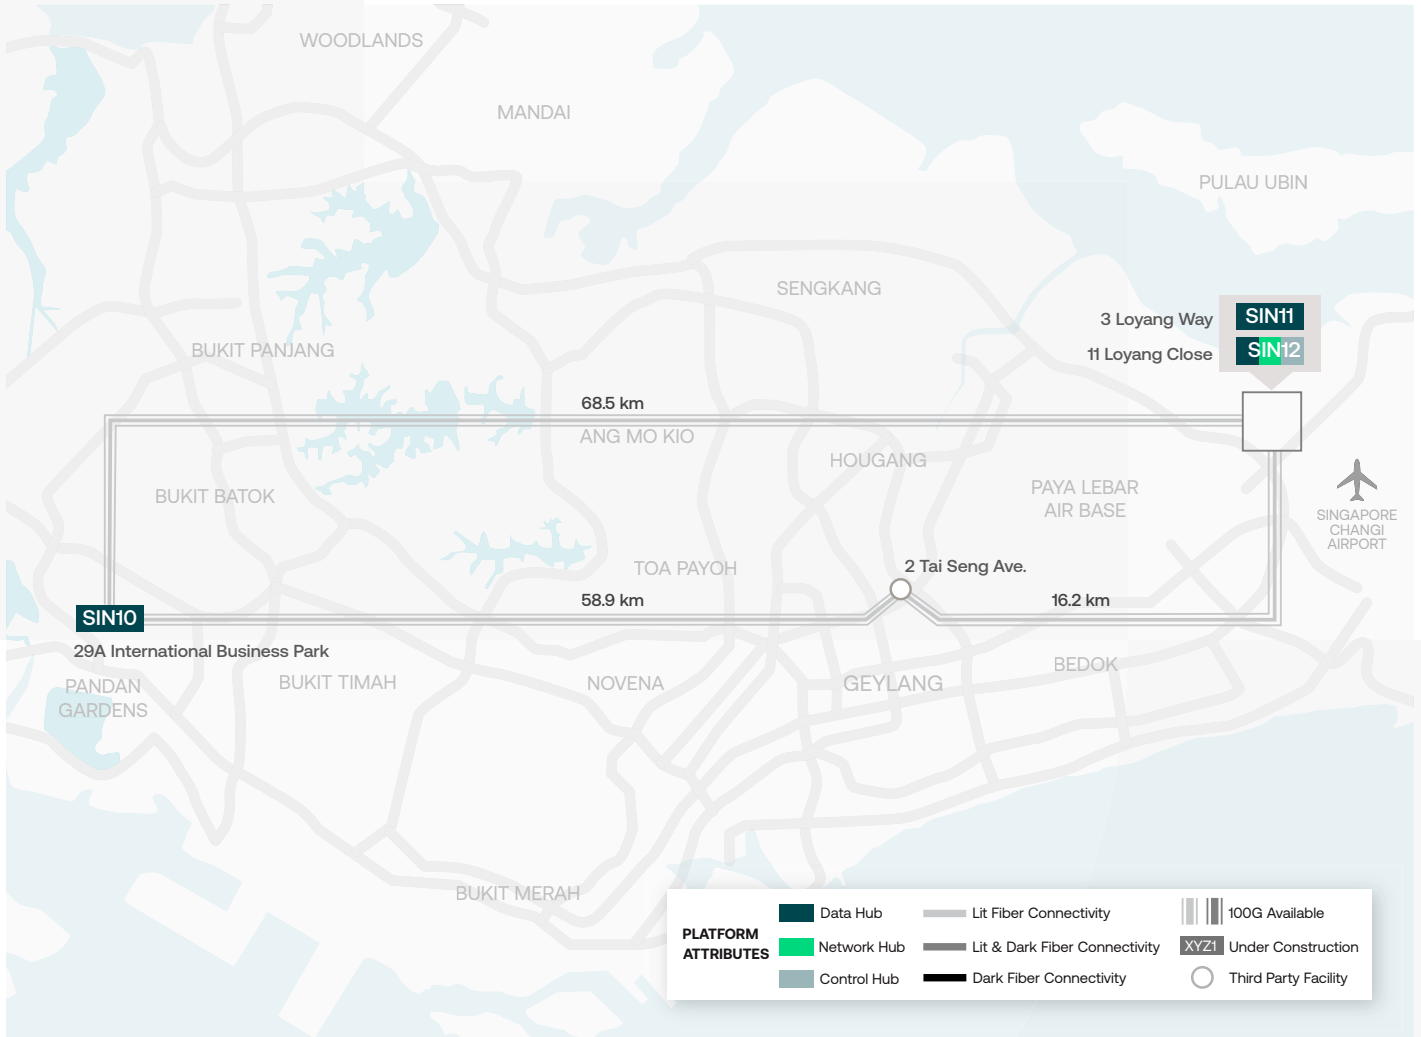 WOODLANDS
MANDAI
PULAU UBIN
SENGKANG
3 Loyang Way
SIN11
11 Loyang Close
SIN12
BUKIT PANJANG
68.5 km
ANG MO KIO
HOUGANG
BUKIT BATOK
PAYA LEBAR
AIR BASE
SINGAPORE
CHANGI
AIRPORT
TOA PAYOH
2 Tai Seng Ave.
58.9 km
16.2 km
SIN10
29A International Business Park
PANDAN
GARDENS
BUKIT TIMAH
NOVENA
GEYLANG
BEDOK
BUKIT MERAH
PLATFORM
ATTRIBUTES
Data Hub
Network Hub
Control Hub
Lit Fiber Connectivity
Lit & Dark Fiber Connectivity
Dark Fiber Connectivity
100G Available
XYZ1 Under Construction
Third Party Facility